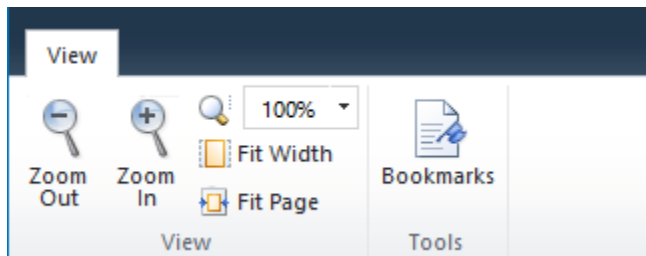 View
Zoom
Out
Zoom
In
100%
Fit Width
Fit Page
Bookmarks
View
Tools